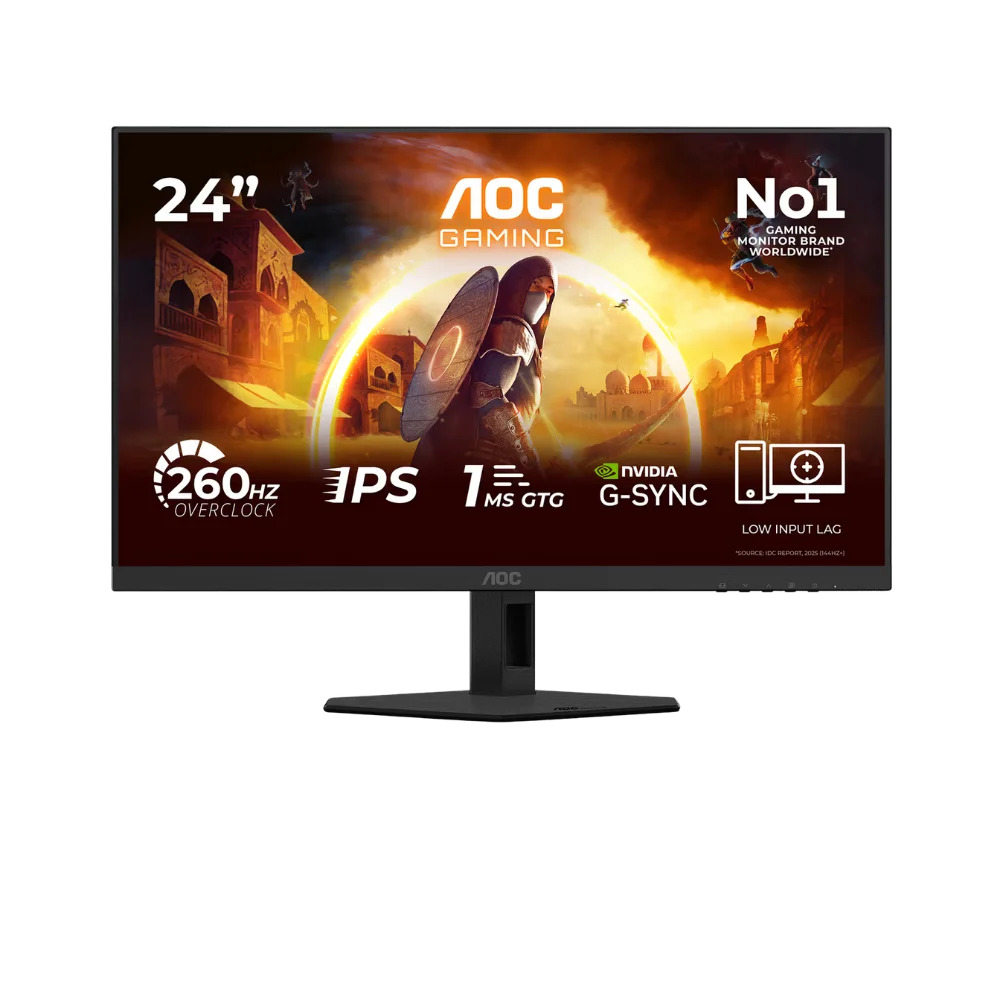 24”
AOC
GAMING
No1
GAMING
MONITOR BRAND
WORLDWIDE*
260HZ
OVERCLOCK
IPS
1MS GTG
NVIDIA
G-SYNC
LOW INPUT LAG
*SOURCE: IDC REPORT, 2025 (144HZ+)
AOC
AOC